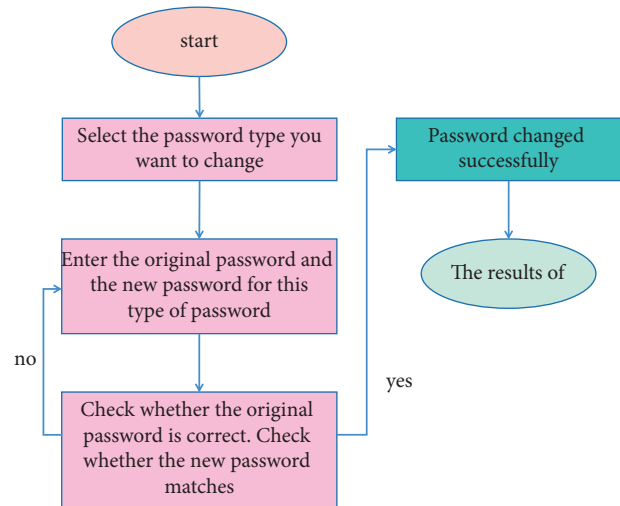 start
Select the password type you
want to change
Enter the original password and
the new password for this
type of password
no
Check whether the original
password is correct. Check
whether the new password
matches
yes
Password changed
successfully
The results of